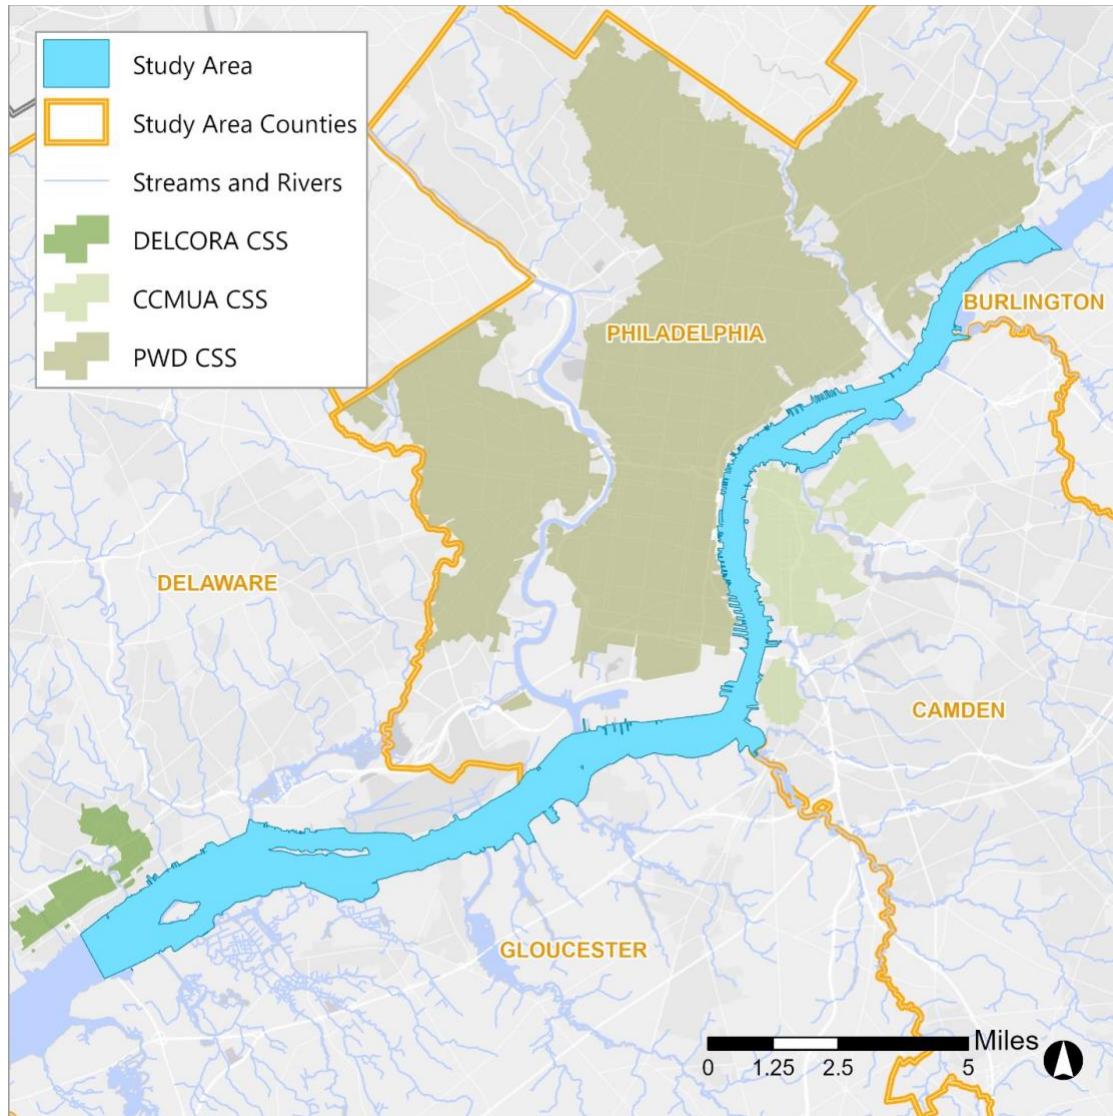 Study Area
Study Area Counties
Streams and Rivers
DELCORA CSS
CCMUA CSS
PWD CSS
BURLINGTON
PHILADELPHIA
DELAWARE
CAMDEN
GLOUCESTER
Miles
0 1.25 2.5 5